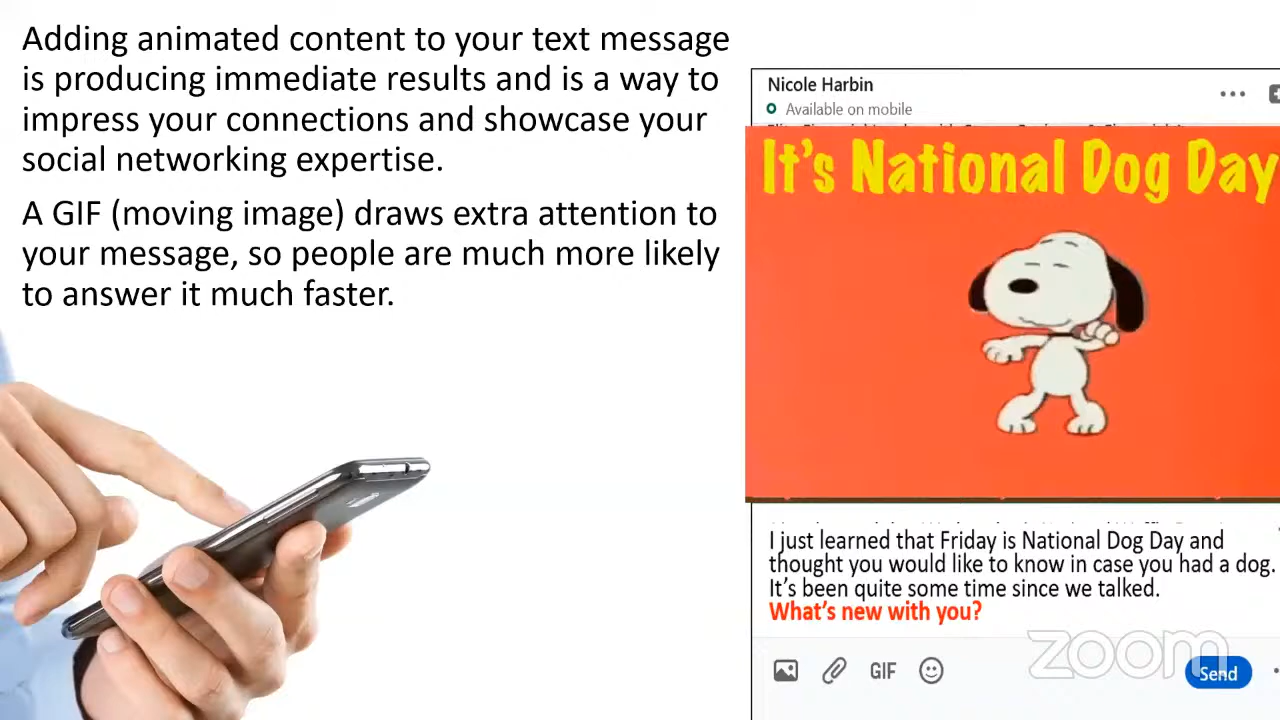 Adding animated content to your text message
is producing immediate results and is a way to
impress your connections and showcase your
social networking expertise.
A GIF (moving image) draws extra attention to
your message, so people are much more likely
to answer it much faster.
Nicole Harbin
Available on mobile
It's National Dog Day
I just learned that Friday is National Dog Day and
thought you would like to know in case you had a dog.
It's been quite some time since we talked.
What's new with you?
zoom
GIF
Send